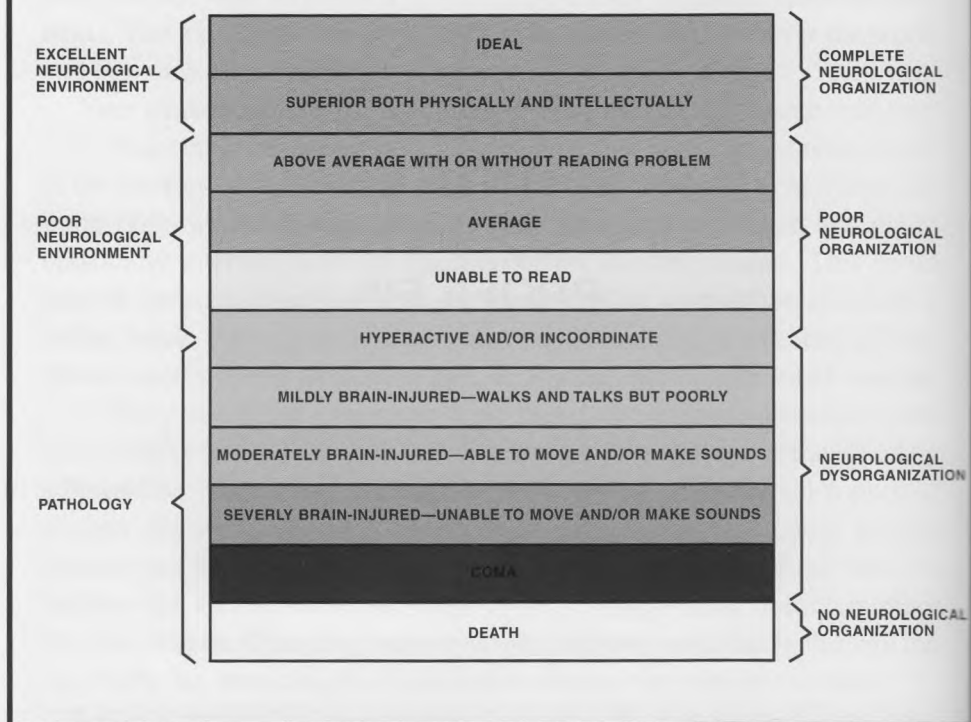 EXCELLENT
NEUROLOGICAL
ENVIRONMENT
IDEAL
SUPERIOR BOTH PHYSICALLY AND INTELLECTUALLY
COMPLETE
NEUROLOGICAL
ORGANIZATION
POOR
NEUROLOGICAL
ENVIRONMENT
ABOVE AVERAGE WITH OR WITHOUT READING PROBLEM
AVERAGE
UNABLE TO READ
POOR
NEUROLOGICAL
ORGANIZATION
PATHOLOGY
HYPERACTIVE AND/OR INCOORDINATE
MILDLY BRAIN-INJURED—WALKS AND TALKS BUT POORLY
MODERATELY BRAIN-INJURED—ABLE TO MOVE AND/OR MAKE SOUNDS
SEVERLY BRAIN-INJURED—UNABLE TO MOVE AND/OR MAKE SOUNDS
COMA
DEATH
NEUROLOGICAL
DYSORGANIZATION
NO NEUROLOGICAL
ORGANIZATION